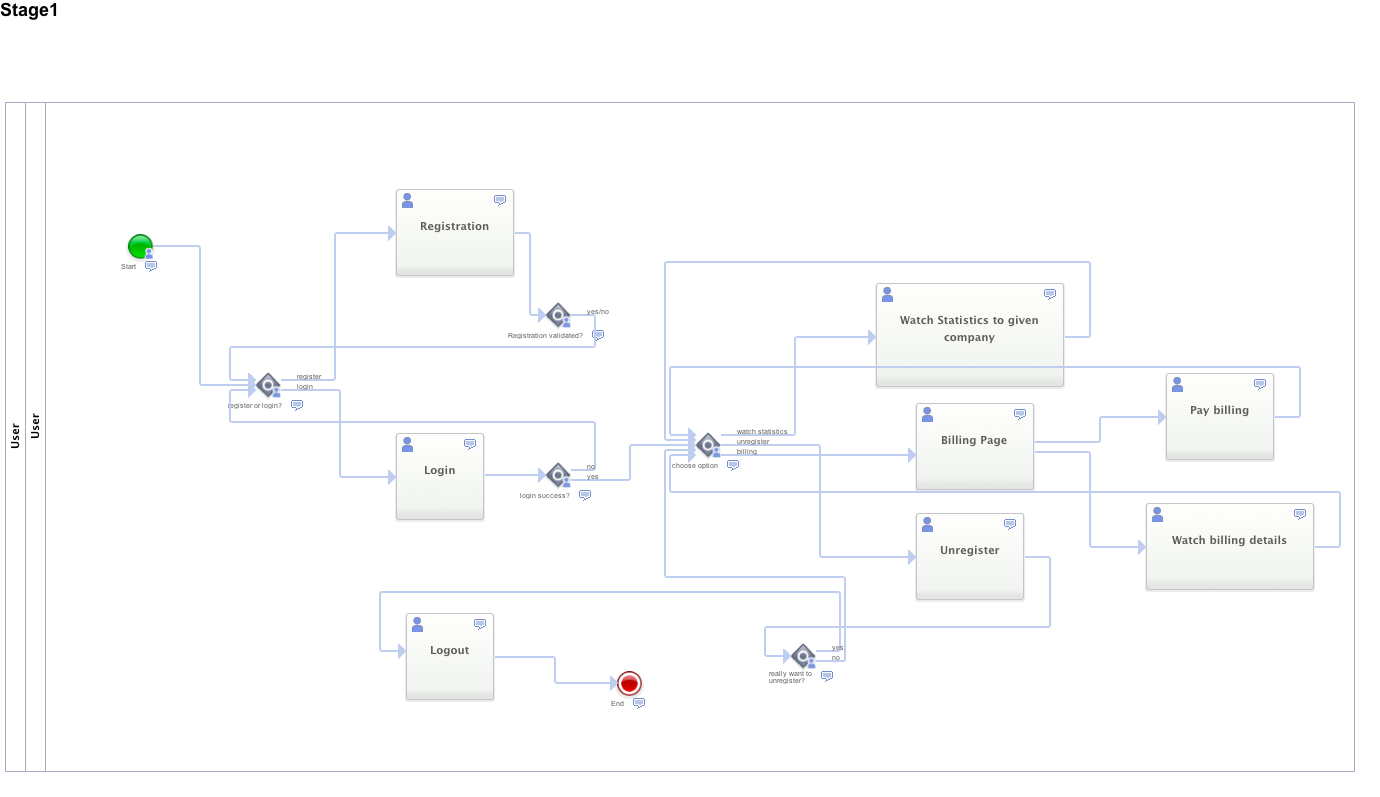 Stage1
User
User
Start
Registration
yes/no
Registration validated?
register
login
register or login?
Login
no
yes
login success?
Watch Statistics to given
company
watch statistics
unregister
billing
choose option
Billing Page
Pay billing
Unregister
Watch billing details
Logout
End
yes
no
really want to
unregister?